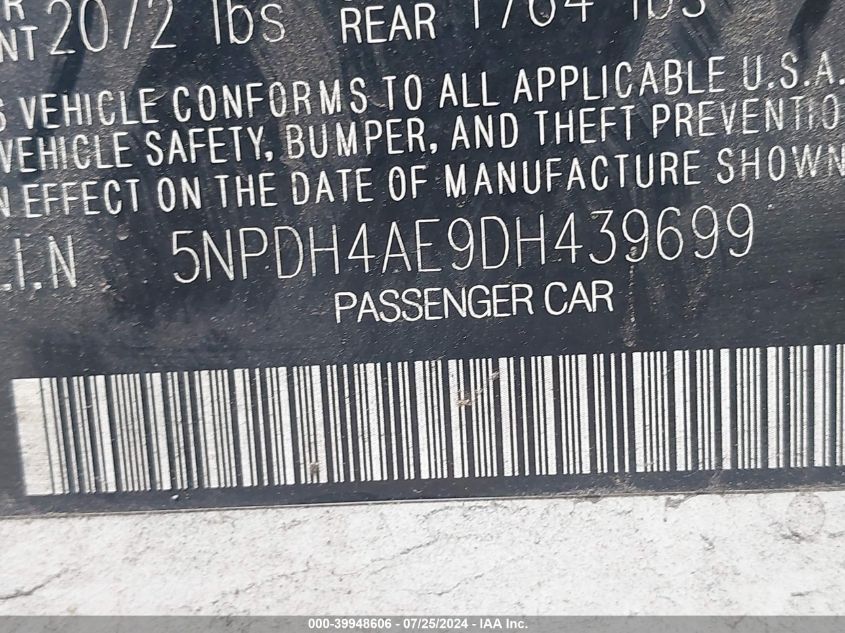 NT 2072 lbs REAR 1764 lbs
VEHICLE CONFORMS TO ALL APPLICABLE U.S.A.
VEHICLE SAFETY, BUMPER, AND THEFT PREVENTIO
N EFFECT ON THE DATE OF MANUFACTURE SHOWN
.I.N 5NPDH4AE9DH439699
PASSENGER CAR
000-39948606 - 07/25/2024 - IAA Inc.